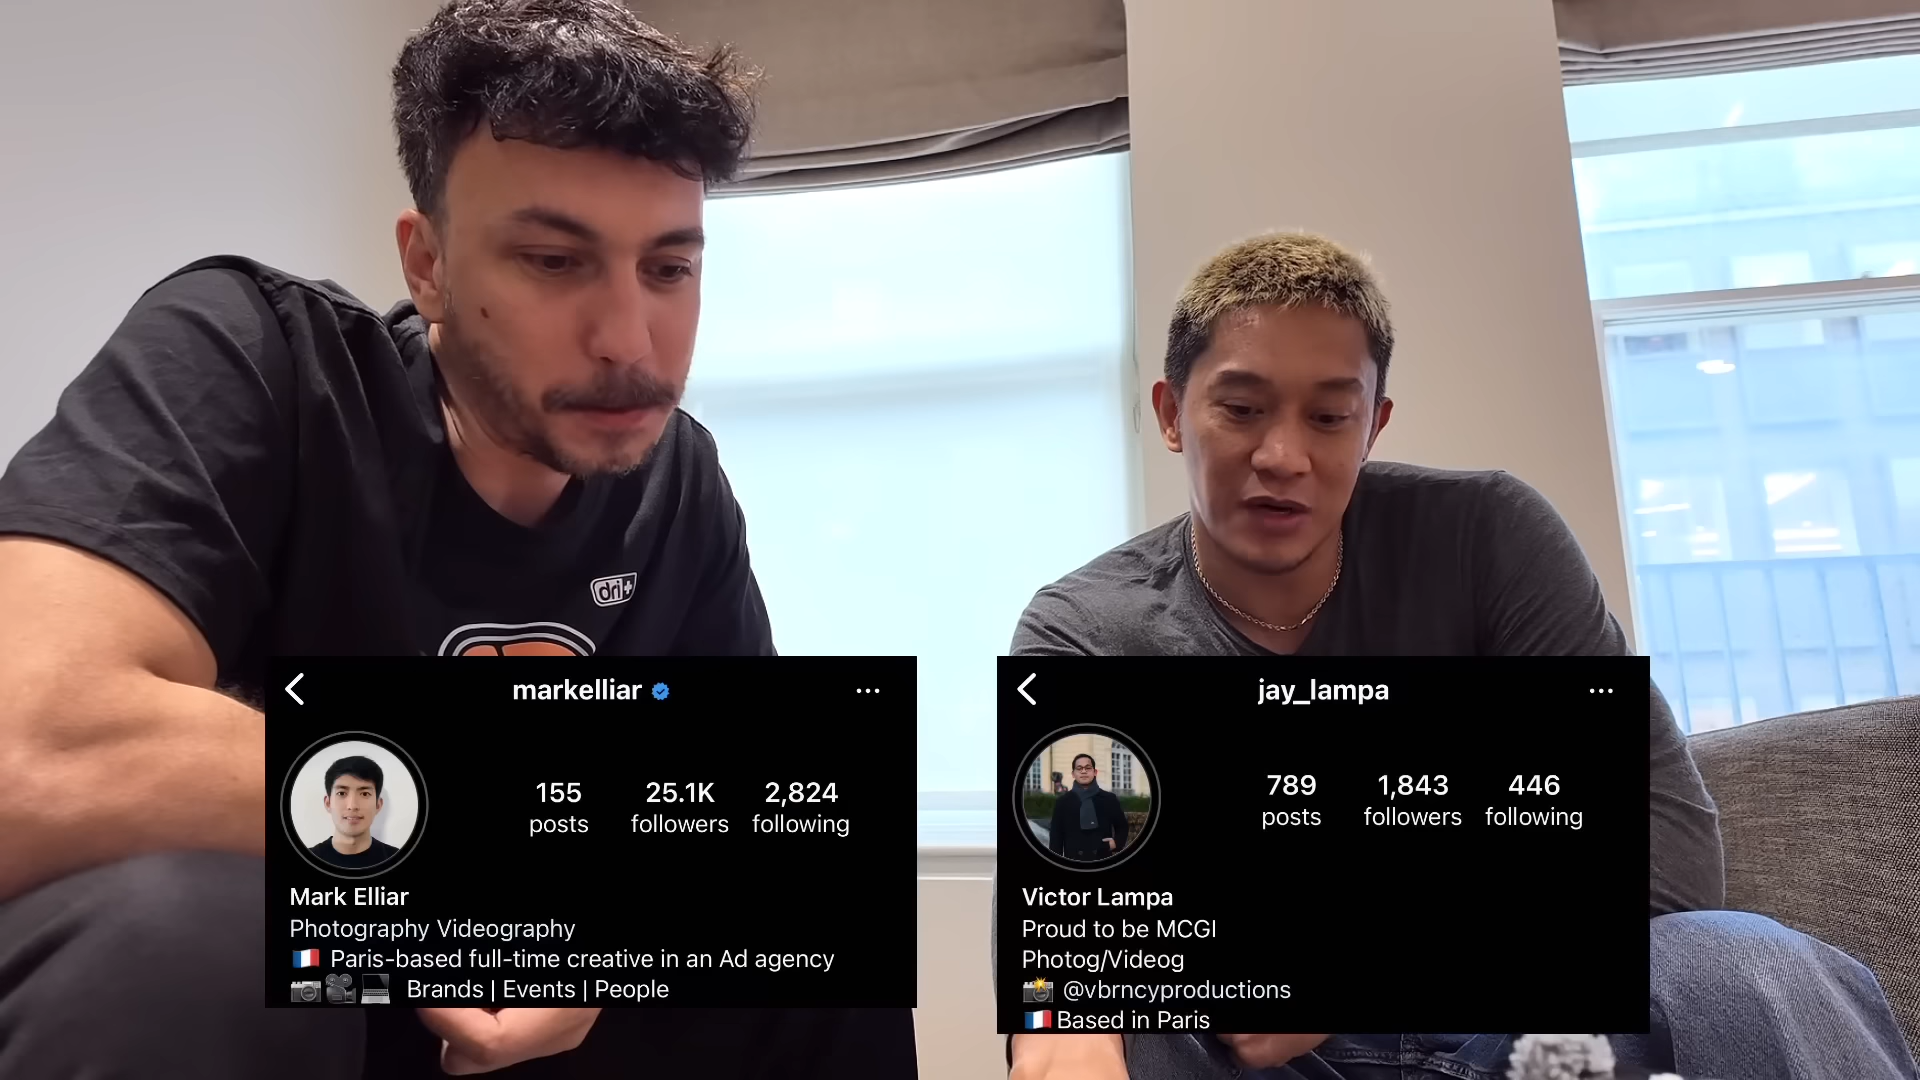 dri+
markelliar
155 posts
25.1K followers
2,824 following
Mark Elliar
Photography Videography
🇫🇷 Paris-based full-time creative in an Ad agency
📷🎥💻 Brands | Events | People
jay_lampa
789 posts
1,843 followers
446 following
Victor Lampa
Proud to be MCGI
Photog/Videog
📸 @vbrncyproductions
🇫🇷 Based in Paris